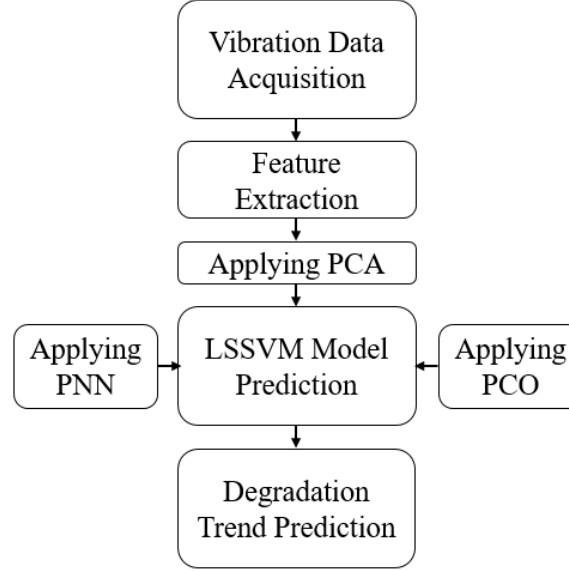 Vibration Data
Acquisition
Feature
Extraction
Applying PCA
Applying
PNN
LSSVM Model
Prediction
Applying
PCO
Degradation
Trend Prediction